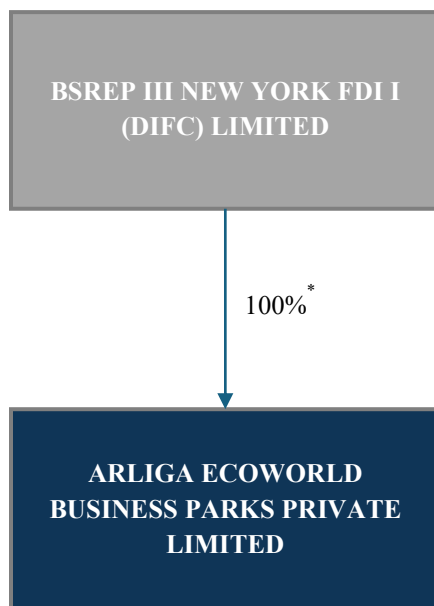 BSREP III NEW YORK FDI I
(DIFC) LIMITED
100%*
ARLIGA ECOWORLD
BUSINESS PARKS PRIVATE
LIMITED